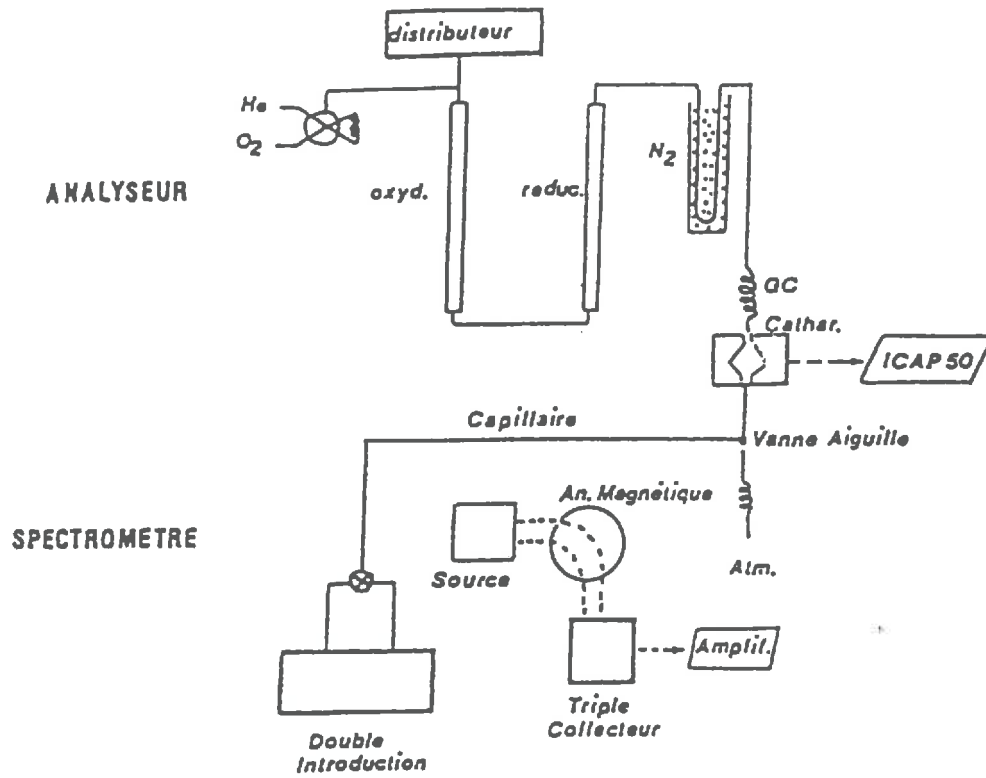 distributeur
He
O2
ANALYSEUR
oxyd.
reduc.
N2
GC
Cathar.
ICAP 50
Capillaire
Vanne Aiguille
An. Magnétique
SPECTROMETRE
Source
Atm.
Amplif.
Triple
Collecteur
Double
Introduction